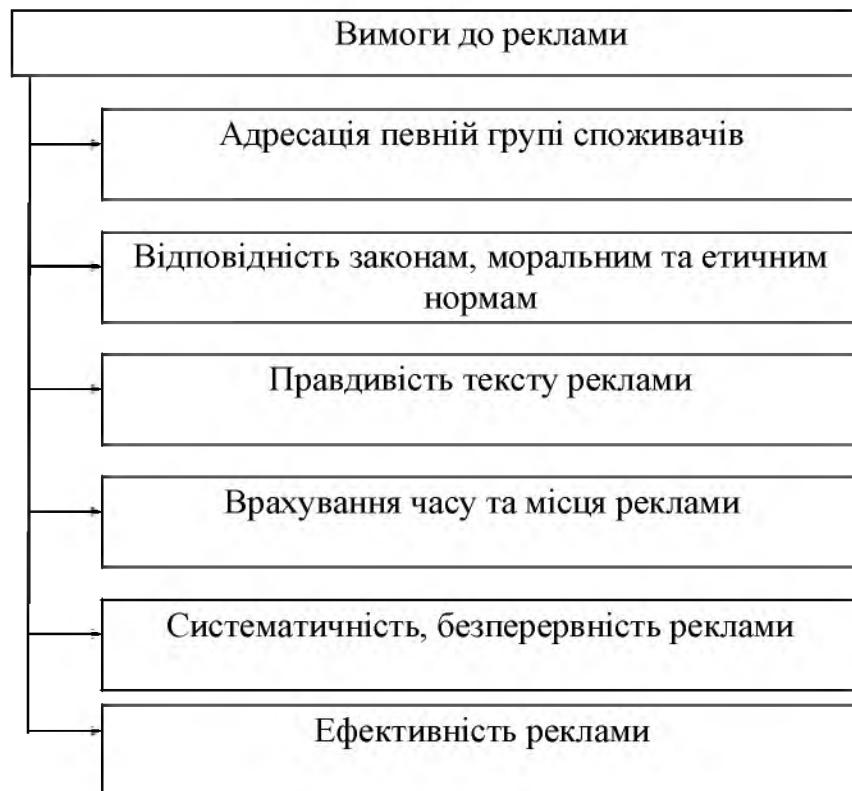 Вимоги до реклами
Адресація певній групі споживачів
Відповідність законам, моральним та етичним
нормам
Правдивість тексту реклами
Врахування часу та місця реклами
Систематичність, безперервність реклами
Ефективність реклами